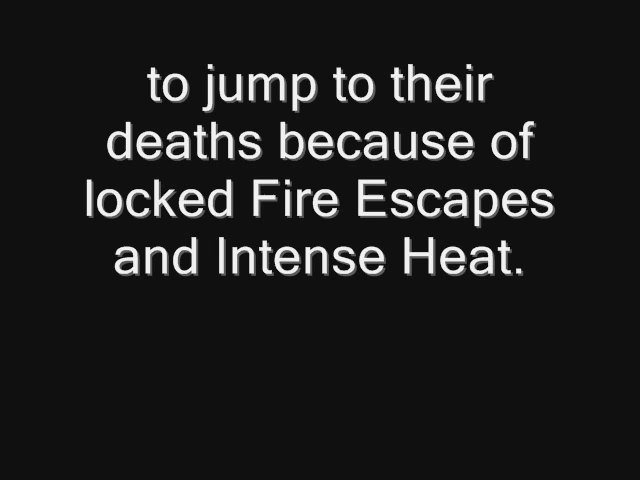 to jump to their
deaths because of
locked Fire Escapes
and Intense Heat.